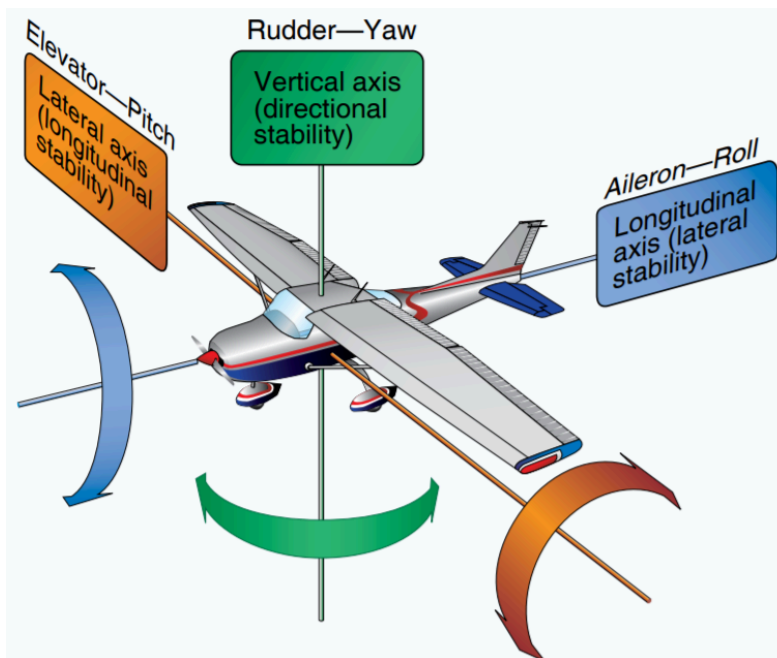 Rudder—Yaw
Vertical axis
(directional
stability)
Elevator—Pitch
Lateral axis
(longitudinal
stability)
Aileron—Roll
Longitudinal
axis (lateral
stability)